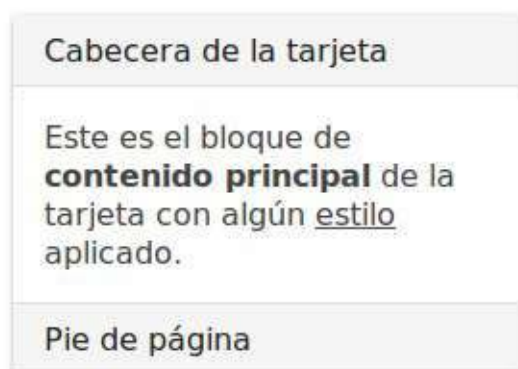 Cabecera de la tarjeta
Este es el bloque de
contenido principal de la
tarjeta con algún estilo
aplicado.
Pie de página